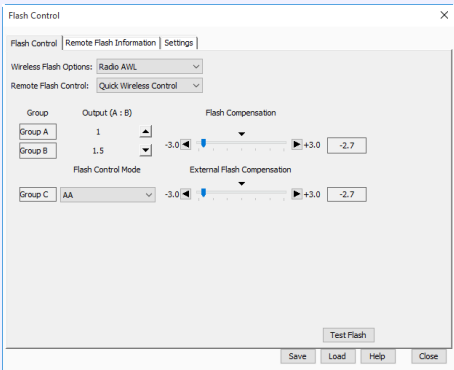 Flash Control
Flash Control Remote Flash Information Settings
Wireless Flash Options: Radio AWL
Remote Flash Control: Quick Wireless Control
Group Output (A : B) Flash Compensation
Group A 1
-3.0 +3.0 -2.7
Group B 1.5
Flash Control Mode External Flash Compensation
Group C AA -3.0 +3.0 -2.7
Test Flash
Save Load Help Close